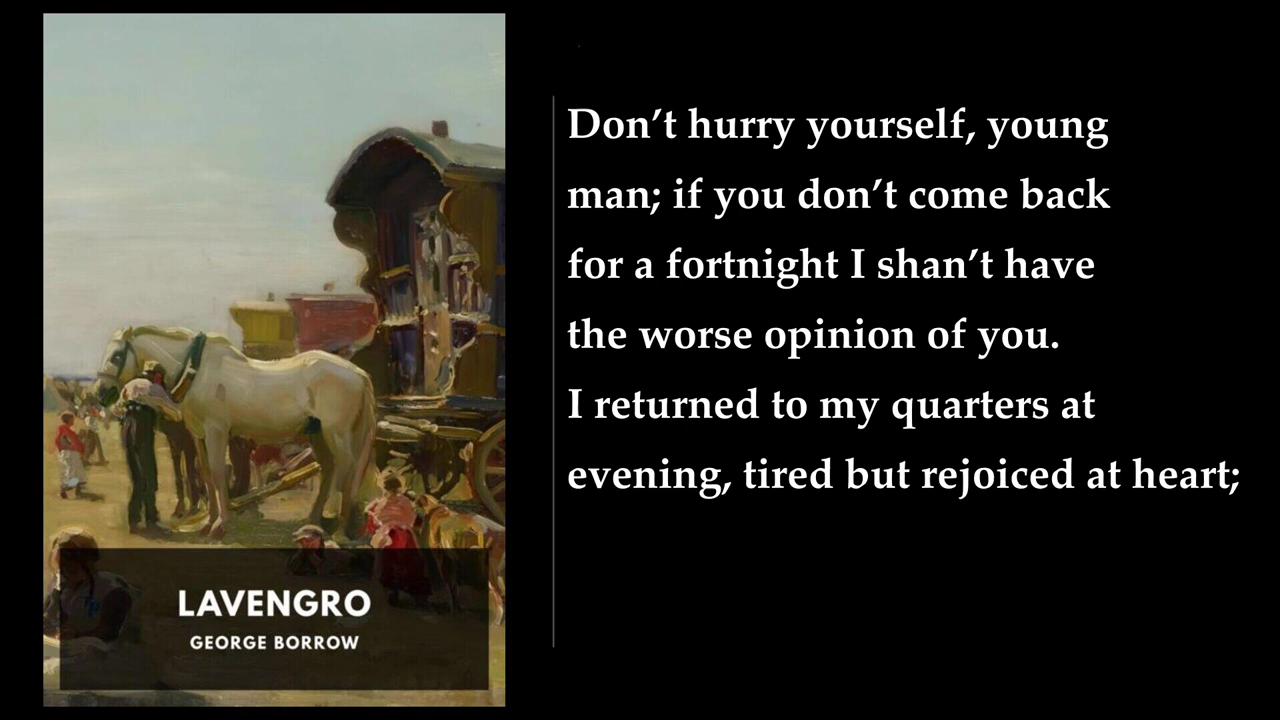 LAVENGRO
GEORGE BORROW
Don’t hurry yourself, young
man; if you don’t come back
for a fortnight I shan’t have
the worse opinion of you.
I returned to my quarters at
evening, tired but rejoiced at heart;